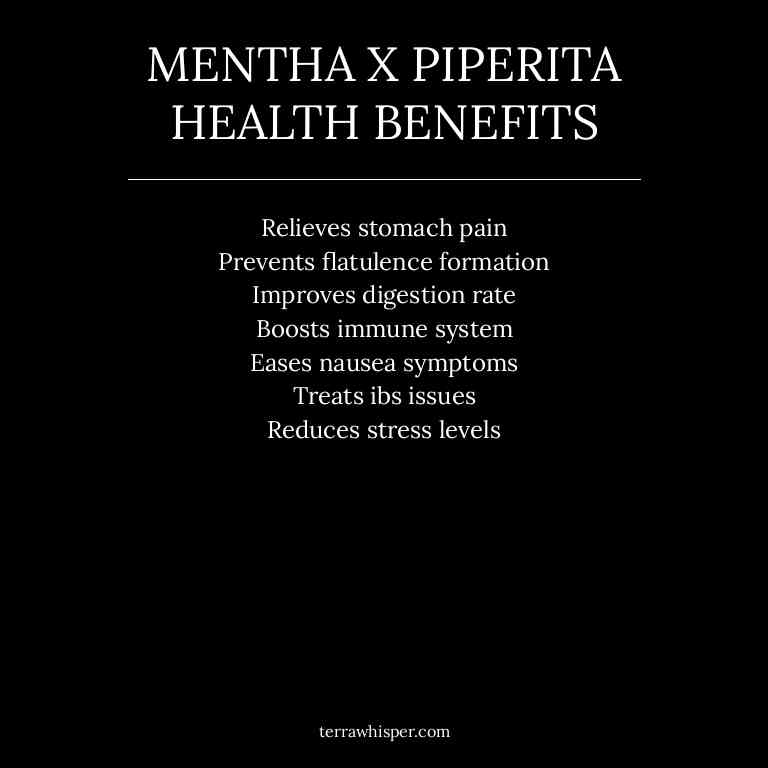 MENTHA X PIPERITA
HEALTH BENEFITS
Relieves stomach pain
Prevents flatulence formation
Improves digestion rate
Boosts immune system
Eases nausea symptoms
Treats ibs issues
Reduces stress levels
terrawhisper.com